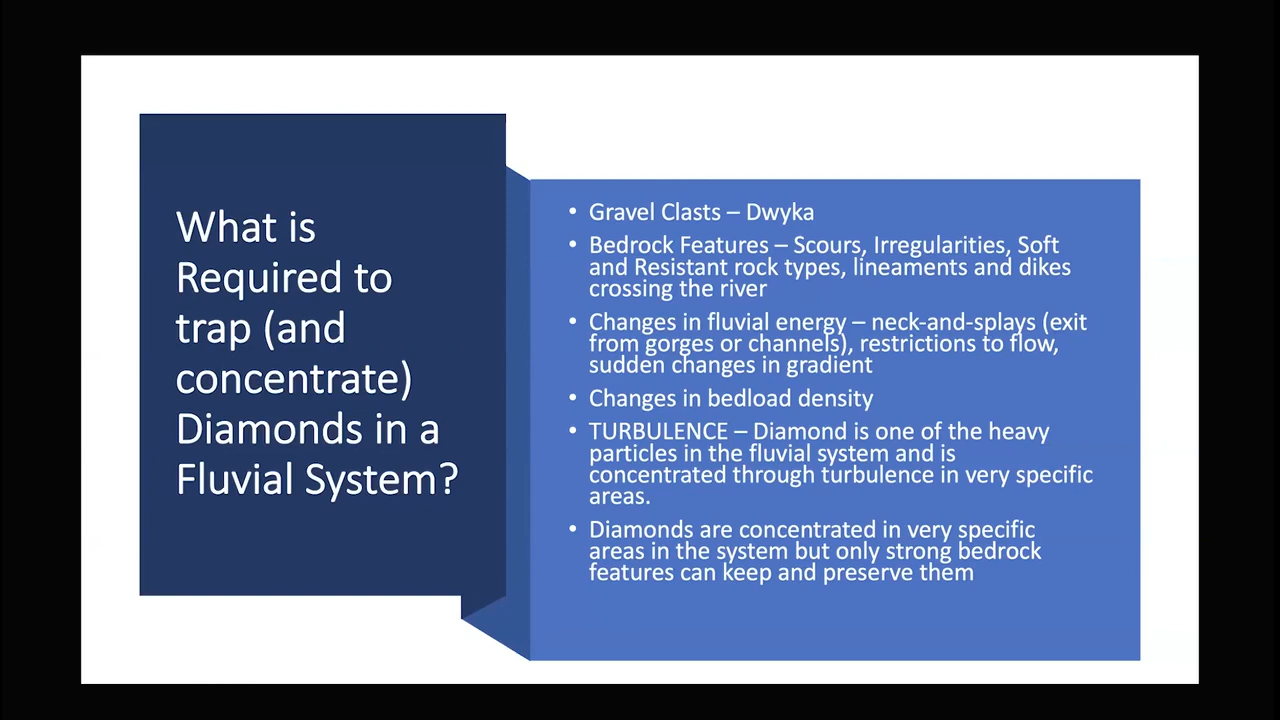 What is
Required to
trap (and
concentrate)
Diamonds in a
Fluvial System?
• Gravel Clasts – Dwyka
• Bedrock Features – Scours, Irregularities, Soft
and Resistant rock types, lineaments and dikes
crossing the river
• Changes in fluvial energy – neck-and-splays (exit
from gorges or channels), restrictions to flow,
sudden changes in gradient
• Changes in bedload density
• TURBULENCE – Diamond is one of the heavy
particles in the fluvial system and is
concentrated through turbulence in very specific
areas.
• Diamonds are concentrated in very specific
areas in the system but only strong bedrock
features can keep and preserve them